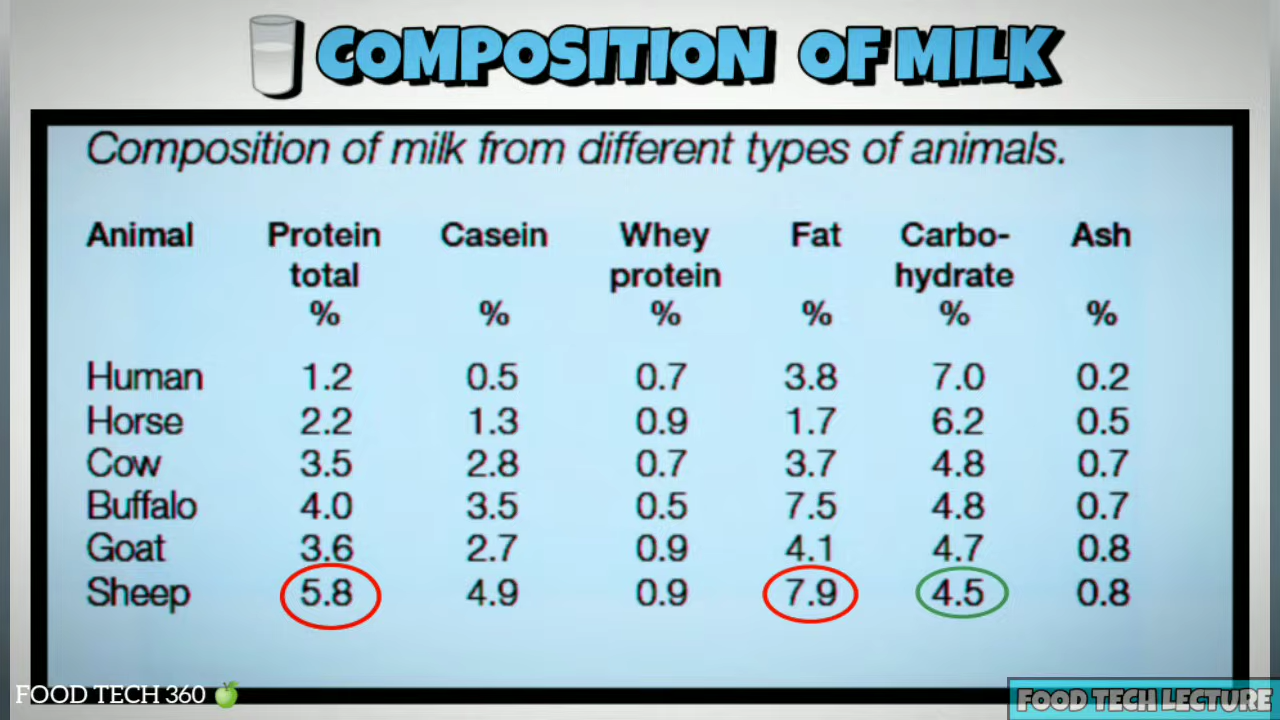 COMPOSITION OF MILK
Composition of milk from different types of animals.
Animal Protein Casein Whey Fat Carbo- Ash
total protein hydrate
% % % % % %
Human 1.2 0.5 0.7 3.8 7.0 0.2
Horse 2.2 1.3 0.9 1.7 6.2 0.5
Cow 3.5 2.8 0.7 3.7 4.8 0.7
Buffalo 4.0 3.5 0.5 7.5 4.8 0.7
Goat 3.6 2.7 0.9 4.1 4.7 0.8
Sheep 5.8 4.9 0.9 7.9 4.5 0.8
FOOD TECH 360
FOOD TECH LECTURE